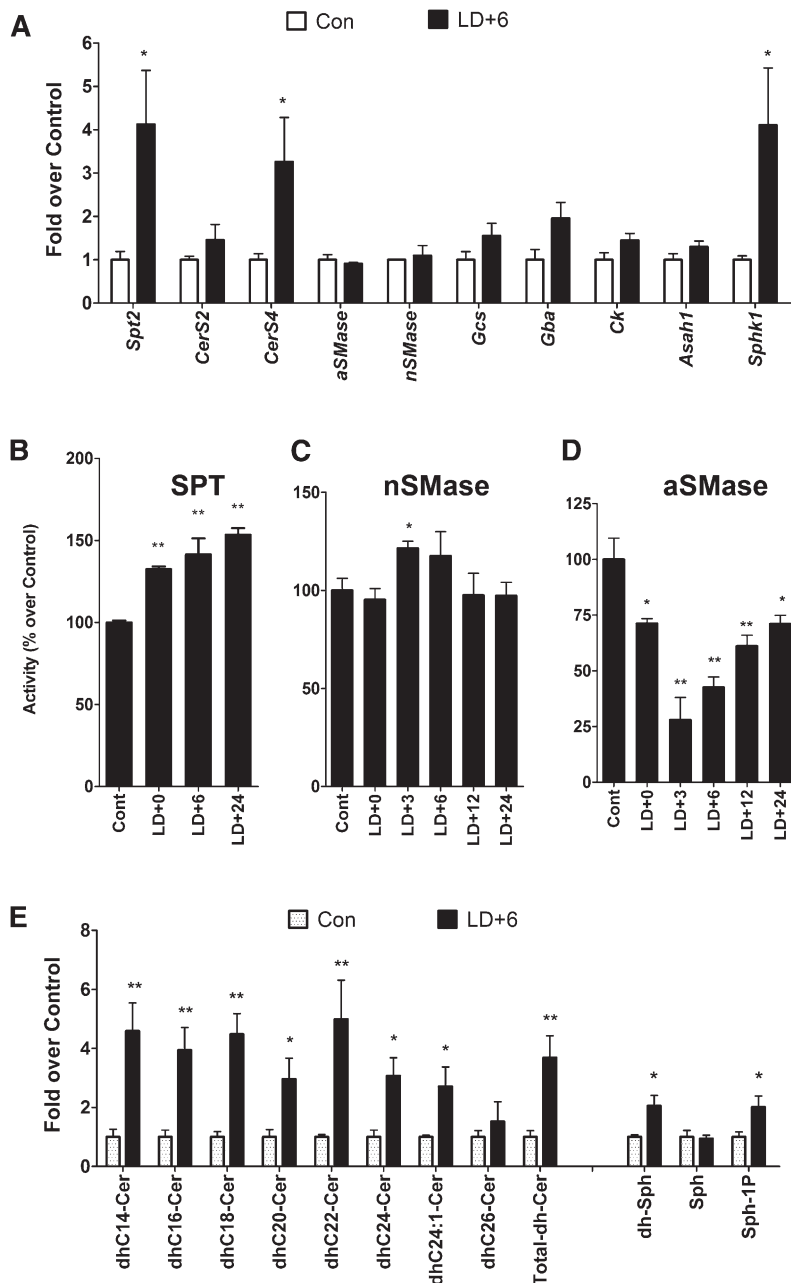 A
Con LD+6
Fold over Control
6
5
4
3
2
1
0
* * *
Spt2 CerS2 CerS4 aSMase nSMase Gcs Gba Ck Asah1 Sphk1
B
SPT
Activity (% over Control)
200
150
100
50
0
** ** **
Cont LD+0 LD+6 LD+24
C
nSMase
150
100
50
0
*
Cont LD+0 LD+3 LD+6 LD+12 LD+24
D
aSMase
125
100
75
50
25
0
* ** ** ** *
Cont LD+0 LD+3 LD+6 LD+12 LD+24
E
Con LD+6
Fold over Control
8
6
4
2
0
** ** ** * ** * * ** * *
dhC14-Cer dhC16-Cer dhC18-Cer dhC20-Cer dhC22-Cer dhC24-Cer dhC24:1-Cer dhC26-Cer Total-dh-Cer dh-Sph Sph Sph-1P